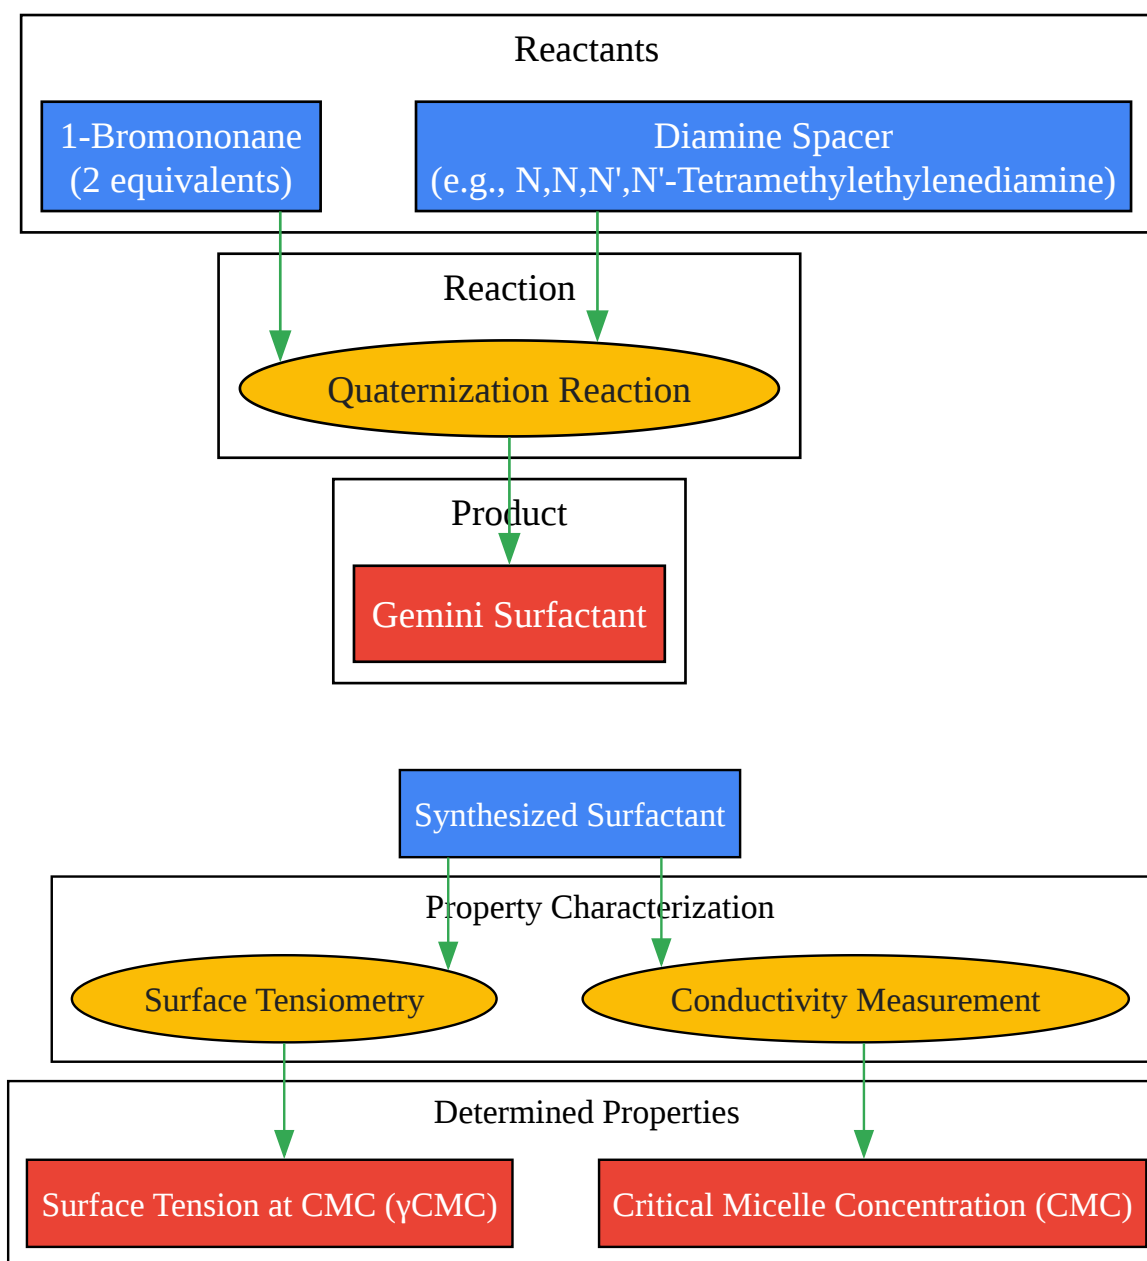 Reactants
1-Bromononane
(2 equivalents)
Diamine Spacer
(e.g., N,N,N',N'-Tetramethylethylenediamine)
Reaction
Quaternization Reaction
Product
Gemini Surfactant
Synthesized Surfactant
Property Characterization
Surface Tensiometry
Conductivity Measurement
Determined Properties
Surface Tension at CMC (γCMC)
Critical Micelle Concentration (CMC)